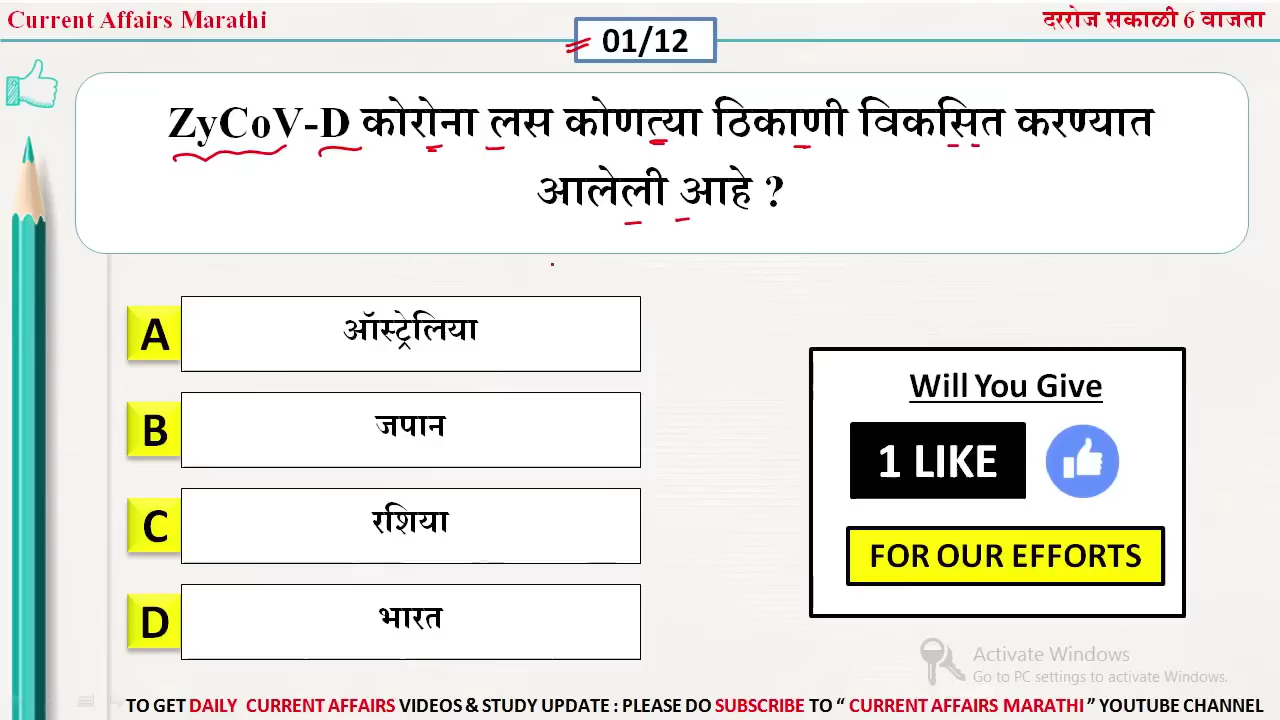 Current Affairs Marathi
दररोज सकाळी 6 वाजता
01/12
ZyCoV-D कोरोना लस कोणत्या ठिकाणी विकसित करण्यात
आलेली आहे ?
A ऑस्ट्रेलिया
B जपान
C रशिया
D भारत
Will You Give
1 LIKE
FOR OUR EFFORTS
Activate Windows
Go to PC settings to activate Windows.
TO GET DAILY CURRENT AFFAIRS VIDEOS & STUDY UPDATE : PLEASE DO SUBSCRIBE TO “ CURRENT AFFAIRS MARATHI ” YOUTUBE CHANNEL